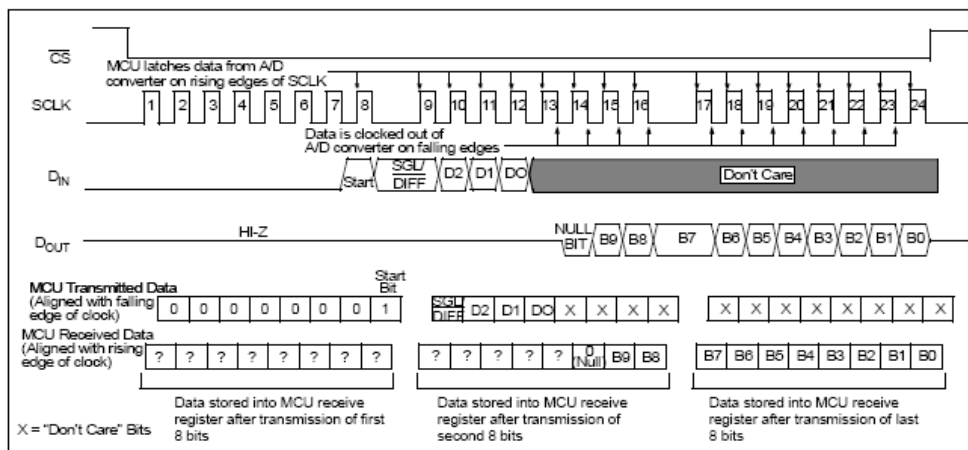 CS
MCU latches data from A/D
converter on rising edges of SCLK
SCLK
1 2 3 4 5 6 7 8 9 10 11 12 13 14 15 16 17 18 19 20 21 22 23 24
Data is clocked out of
A/D converter on falling edges
DIN
Start SGL/ DIFF D2 D1 DO Don't Care
HI-Z
DOUT
NULL BIT B9 B8 B7 B6 B5 B4 B3 B2 B1 B0
Start
Bit
MCU Transmitted Data
(Aligned with falling
edge of clock)
0 0 0 0 0 0 0 1 SGL/ DIFF D2 D1 DO X X X X X X X X X X X X
MCU Received Data
(Aligned with rising
edge of clock)
? ? ? ? ? ? ? ? ? ? ? ? ? 0 (Null) B9 B8 B7 B6 B5 B4 B3 B2 B1 B0
Data stored into MCU receive
register after transmission of first
8 bits
Data stored into MCU receive
register after transmission of
second 8 bits
Data stored into MCU receive
register after transmission of last
8 bits
X = "Don't Care" Bits